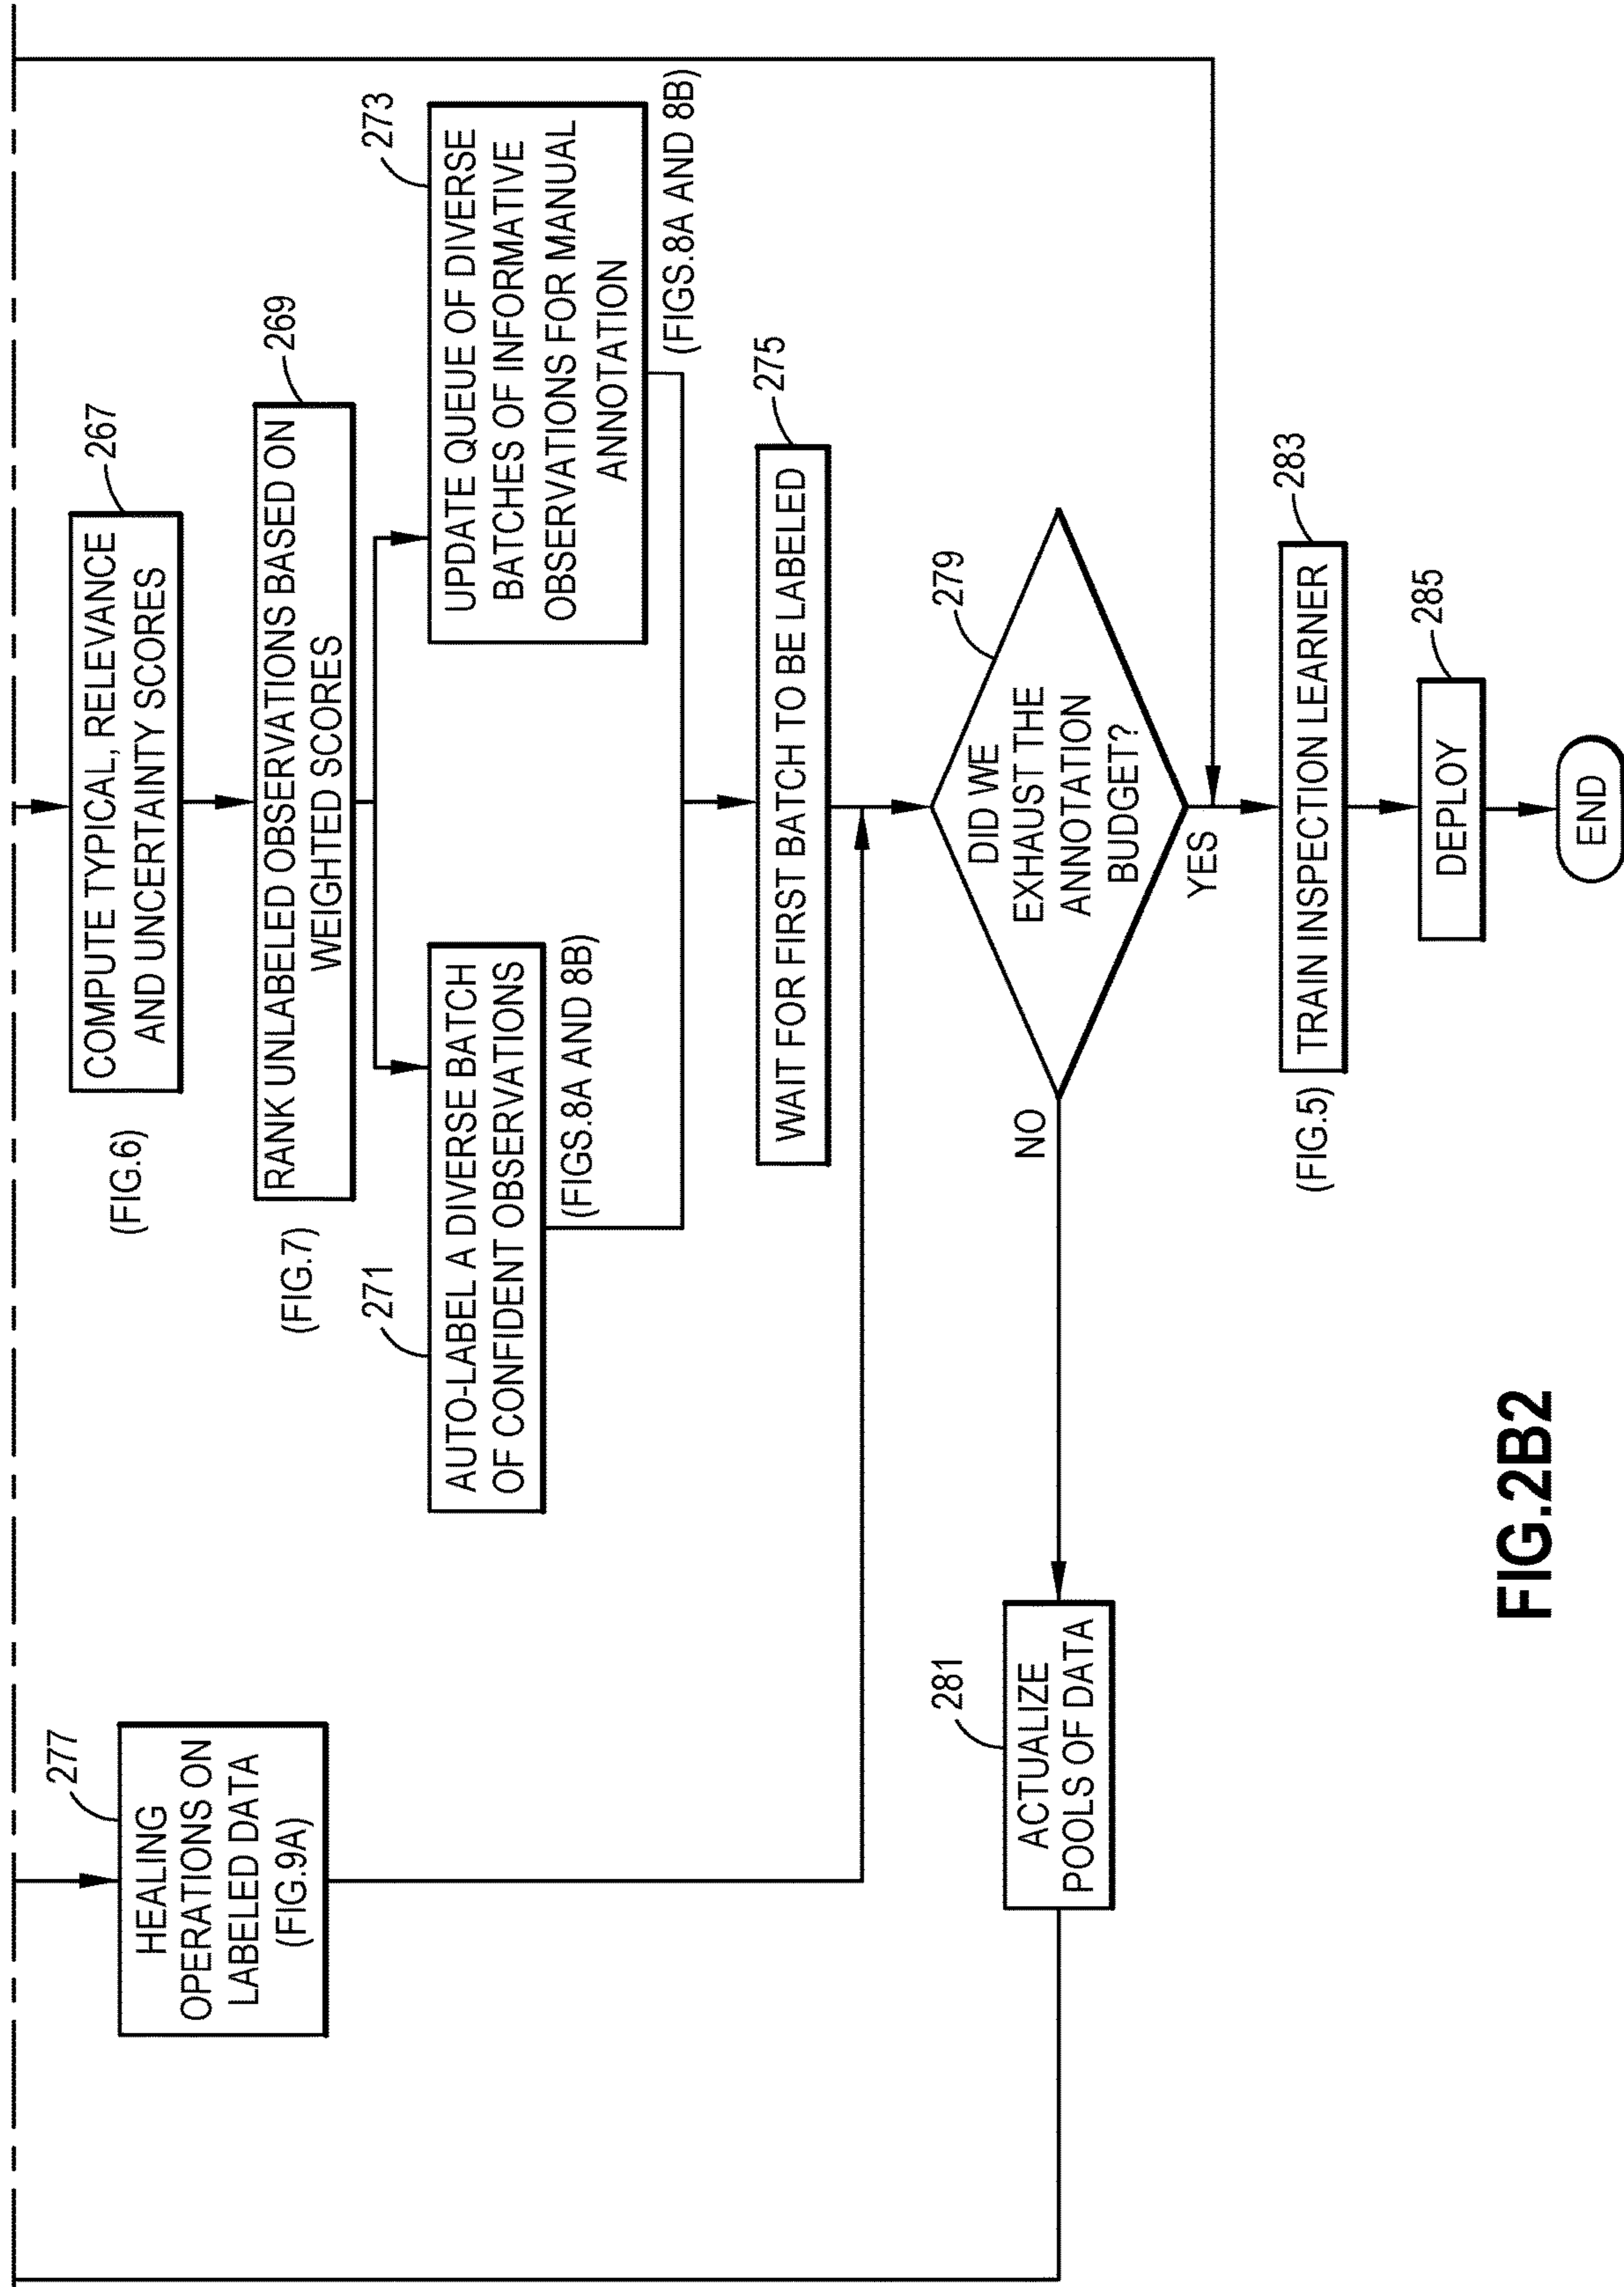 277
HEALING
OPERATIONS ON
LABELED DATA
(FIG.9A)
267
COMPUTE TYPICAL, RELEVANCE
AND UNCERTAINTY SCORES
(FIG.6)
269
RANK UNLABELED OBSERVATIONS BASED ON
WEIGHTED SCORES
(FIG.7)
271
AUTO-LABEL A DIVERSE BATCH
OF CONFIDENT OBSERVATIONS
(FIGS.8A AND 8B)
273
UPDATE QUEUE OF DIVERSE
BATCHES OF INFORMATIVE
OBSERVATIONS FOR MANUAL
ANNOTATION
(FIGS.8A AND 8B)
275
WAIT FOR FIRST BATCH TO BE LABELED
279
DID WE
EXHAUST THE
ANNOTATION
BUDGET?
NO
YES
281
ACTUALIZE
POOLS OF DATA
283
TRAIN INSPECTION LEARNER
(FIG.5)
285
DEPLOY
END
FIG.2B2